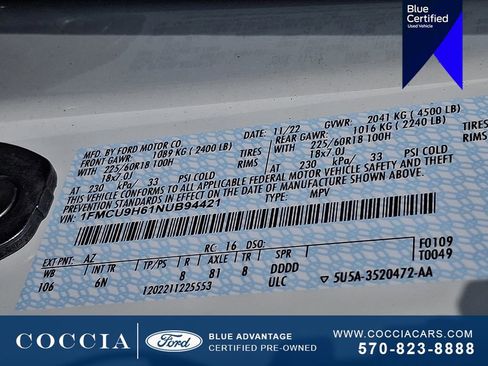 Blue
Certified
Used Vehicle
MFD. BY FORD MOTOR CO.
DATE: 11/22 GVWR: 2041 KG ( 4500 LB)
FRONT GAWR: 1089 KG ( 2400 LB)
REAR GAWR: 1016 KG ( 2240 LB)
WITH 225/60R18 100H TIRES
WITH 225/60R18 100H TIRES
18x7.0J RIMS
18x7.0J RIMS
AT 230 kPa/ 33 PSI COLD
AT 230 kPa/ 33 PSI COLD
THIS VEHICLE CONFORMS TO ALL APPLICABLE FEDERAL MOTOR VEHICLE SAFETY AND THEFT
PREVENTION STANDARDS IN EFFECT ON THE DATE OF MANUFACTURE SHOWN ABOVE.
VIN: 1FMCU9H61NUB94421 TYPE: MPV
EXT PNT: AZ RC: 16 DSO: F0109
WB INT TR TP/PS R AXLE TR SPR T0049
106 6N 8 81 8 DDDD
1202211225553 ULC ▽ 5U5A-3520472-AA
COCCIA Ford BLUE ADVANTAGE
CERTIFIED PRE-OWNED
WWW.COCCIACARS.COM
570-823-8888